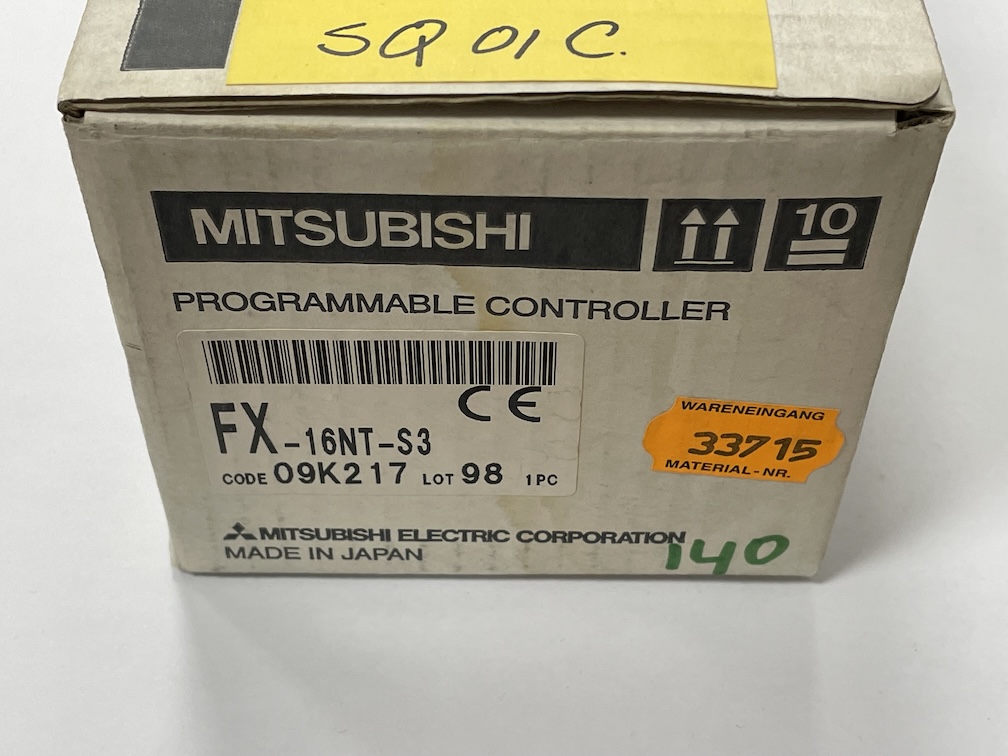 SQ 01 C.
MITSUBISHI
10
PROGRAMMABLE CONTROLLER
CE
FX-16NT-S3
CODE 09K217 LOT 98 1PC
WARENEINGANG
33715
MATERIAL-NR.
MITSUBISHI ELECTRIC CORPORATION
MADE IN JAPAN
140